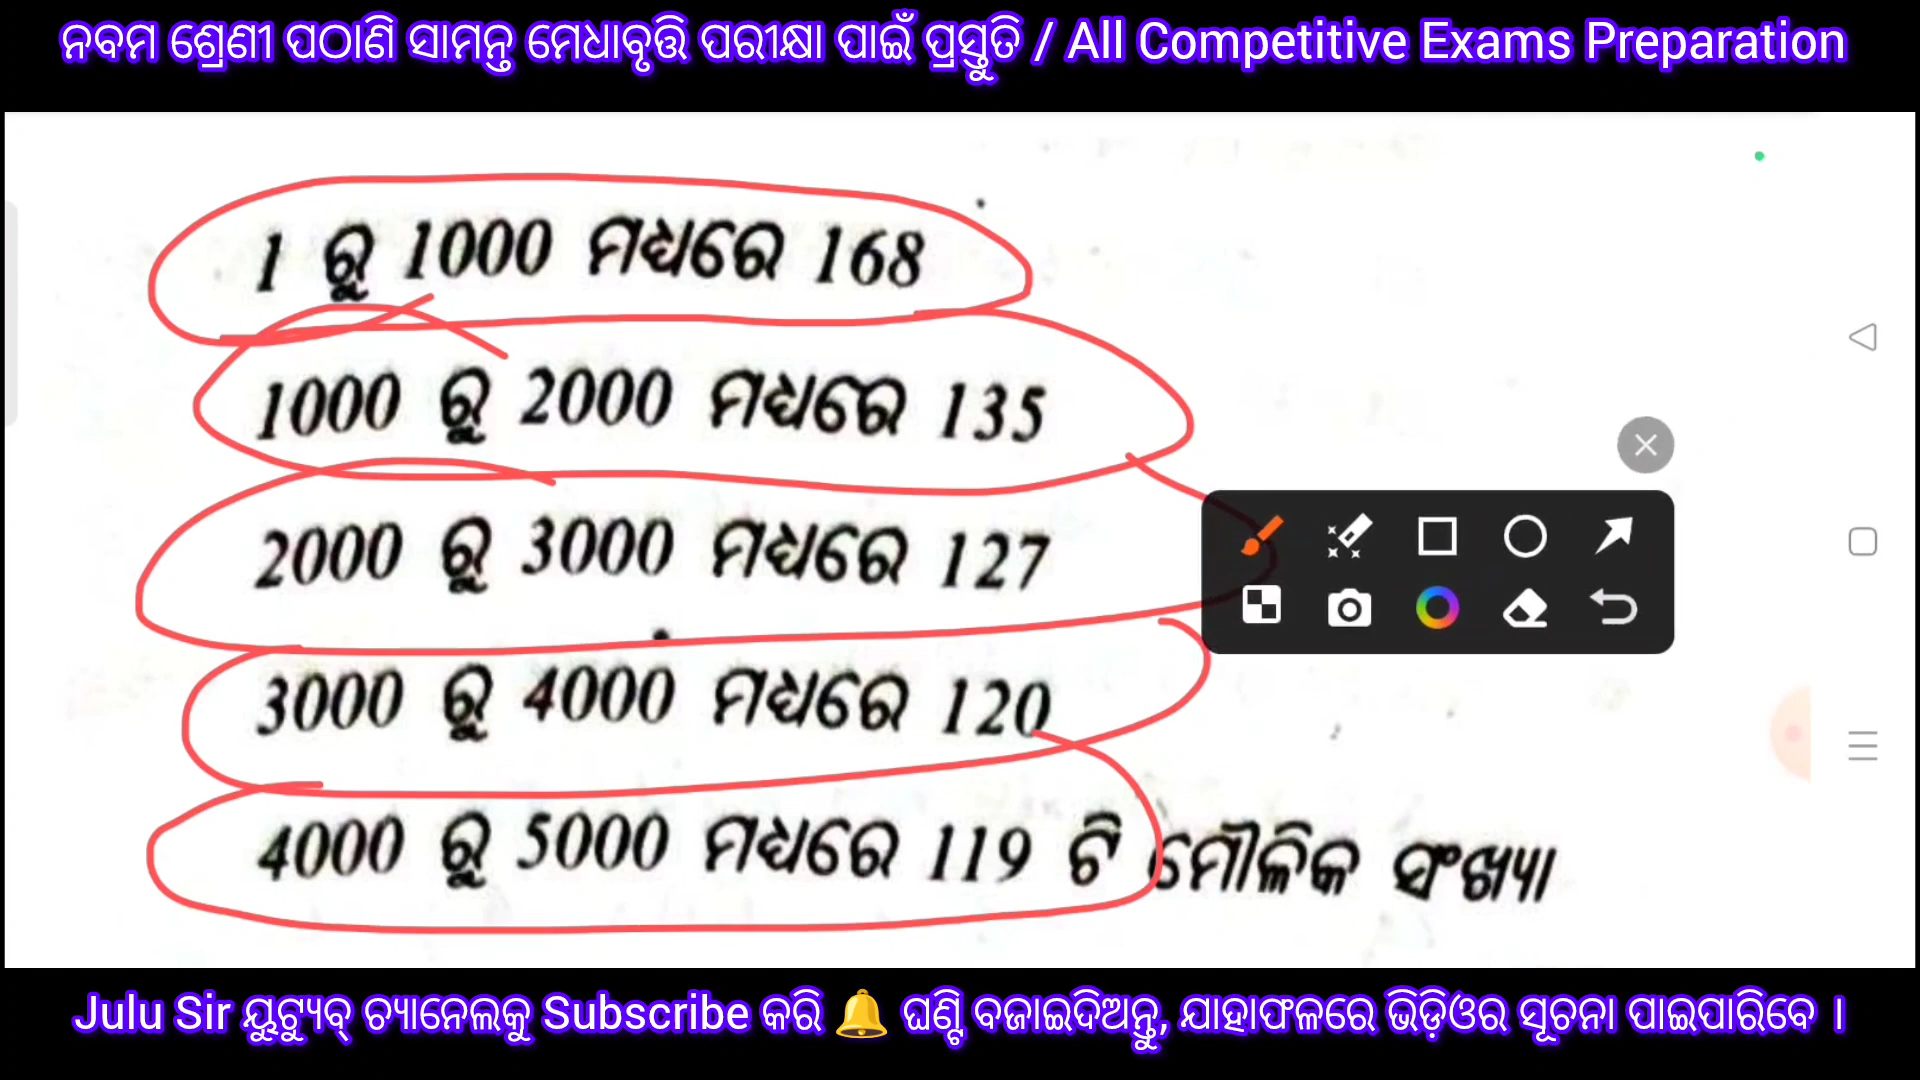 ନବମ ଶ୍ରେଣୀ ପଠାଣି ସାମନ୍ତ ମେଧାବୃତ୍ତି ପରୀକ୍ଷା ପାଇଁ ପ୍ରସ୍ତୁତି / All Competitive Exams Preparation
1 ରୁ 1000 ମଧ୍ୟରେ 168
1000 ରୁ 2000 ମଧ୍ୟରେ 135
2000 ରୁ 3000 ମଧ୍ୟରେ 127
3000 ରୁ 4000 ମଧ୍ୟରେ 120
4000 ରୁ 5000 ମଧ୍ୟରେ 119 ଟି ମୌଳିକ ସଂଖ୍ୟା
Julu Sir ୟୁଟ୍ୟୁବ୍ ଚ୍ୟାନେଲକୁ Subscribe କରି 🔔 ଘଣ୍ଟି ବଜାଇଦିଅନ୍ତୁ, ଯାହାଫଳରେ ଭିଡ଼ିଓର ସୂଚନା ପାଇପାରିବେ ।